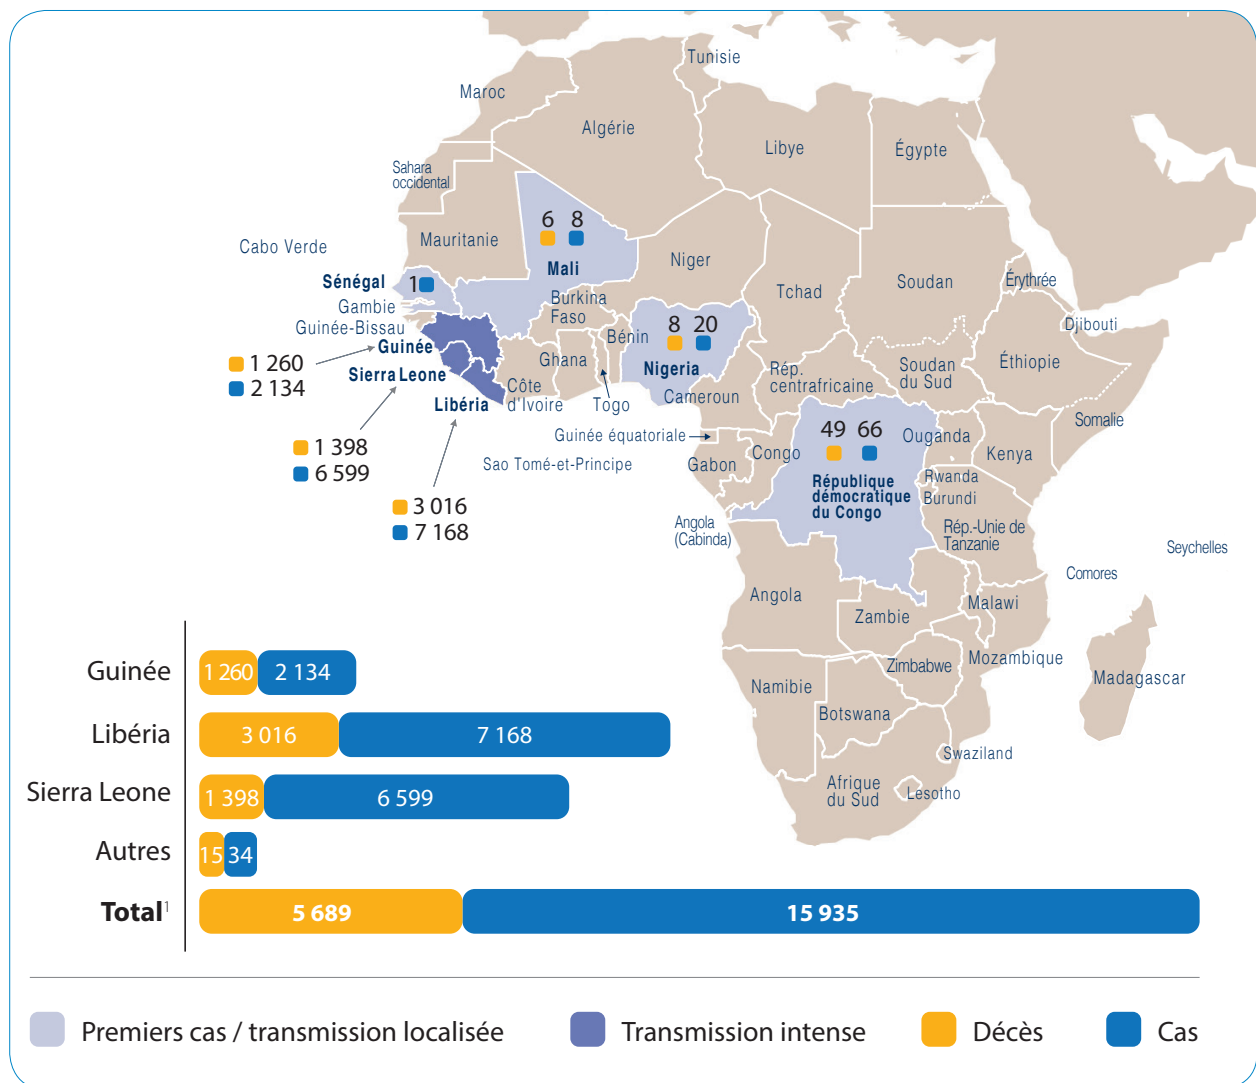 Tunisie
Maroc
Algérie
Libye
Égypte
Sahara
occidental
Mauritanie
Cabo Verde
6 8
Mali
Niger
Tchad
Soudan
Érythrée
Sénégal
1
Gambie
Guinée-Bissau
Burkina
Faso
Djibouti
Guinée
1 260
2 134
Sierra Leone
1 398
6 599
Libéria
3 016
7 168
Côte
d'Ivoire
Ghana
Togo
Bénin
8 20
Nigeria
Cameroun
Rép.
centrafricaine
Soudan
du Sud
Éthiopie
Somalie
Guinée équatoriale
Sao Tomé-et-Principe
Gabon
Congo
49 66
République
démocratique
du Congo
Ouganda
Kenya
Rwanda
Burundi
Rép.-Unie de
Tanzanie
Angola
(Cabinda)
Seychelles
Comores
Angola
Zambie
Malawi
Mozambique
Zimbabwe
Madagascar
Namibie
Botswana
Swaziland
Afrique
du Sud
Lesotho
Guinée 1 260 2 134
Libéria 3 016 7 168
Sierra Leone 1 398 6 599
Autres 15 34
Total¹ 5 689 15 935
Premiers cas / transmission localisée Transmission intense Décès Cas